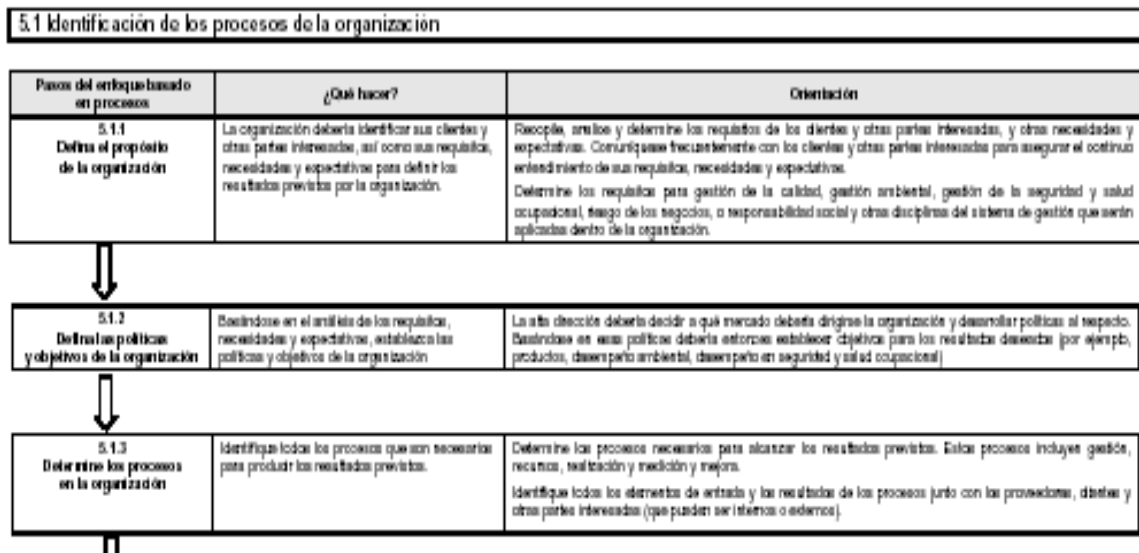 5.1 Identificación de los procesos de la organización
Pasos del enfoque basado
en procesos
¿Qué hacer?
Orientación
5.1.1
Defina el propósito
de la organización
La organización debería identificar sus clientes y
otras partes interesadas, así como sus requisitos,
necesidades y expectativas para definir los
resultados previstos por la organización.
Recopile, analice y determine los requisitos de los clientes y otras partes interesadas, y otras necesidades y
expectativas. Comuníquese frecuentemente con los clientes y otras partes interesadas para asegurar el continuo
entendimiento de sus requisitos, necesidades y expectativas.
Determine los requisitos para gestión de la calidad, gestión ambiental, gestión de la seguridad y salud
ocupacional, riesgo de los negocios, o responsabilidad social y otras disciplinas del sistema de gestión que serán
aplicadas dentro de la organización.
5.1.2
Defina las políticas
y objetivos de la organización
Basándose en el análisis de los requisitos,
necesidades y expectativas, establezca las
políticas y objetivos de la organización
La alta dirección debería decidir a qué mercado debería dirigirse la organización y desarrollar políticas al respecto.
Basándose en esas políticas debería entonces establecer objetivos para los resultados deseados (por ejemplo,
productos, desempeño ambiental, desempeño en seguridad y salud ocupacional)
5.1.3
Determine los procesos
en la organización
Identifique todos los procesos que son necesarios
para producir los resultados previstos.
Determine los procesos necesarios para alcanzar los resultados previstos. Estos procesos incluyen gestión,
recursos, realización y medición y mejora.
Identifique todos los elementos de entrada y los resultados de los procesos junto con los proveedores, clientes y
otras partes interesadas (que pueden ser internos o externos).